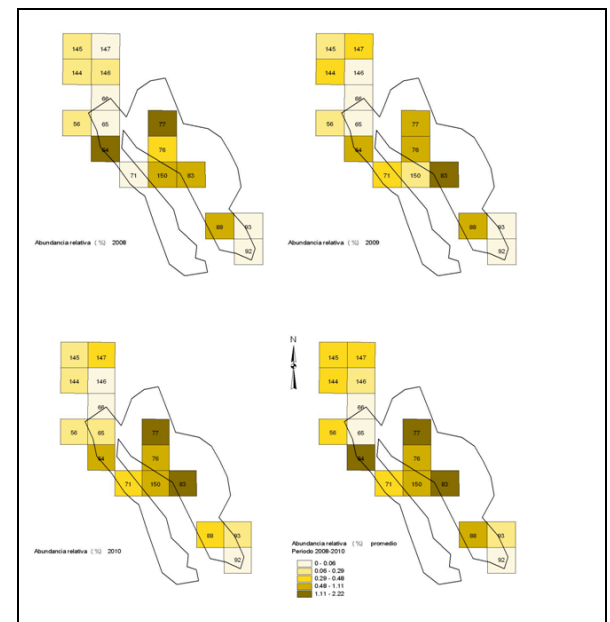 145 147
144 146
66
56 65 77
64 76
71 150 83
88 93
Abundancia relativa (%) 2008
92
145 147
144 146
66
56 65 77
64 76
71 150 83
88 93
Abundancia relativa (%) 2009
92
N
145 147
144 146
66
56 65 77
64 76
71 150 83
88 93
Abundancia relativa (%) 2010
92
145 147
144 146
66
56 65 77
64 76
71 150 83
88 93
Abundancia relativa (%) promedio
Periodo 2008-2010
92
0 - 0.06
0.06 - 0.29
0.29 - 0.48
0.48 - 1.11
1.11 - 2.22